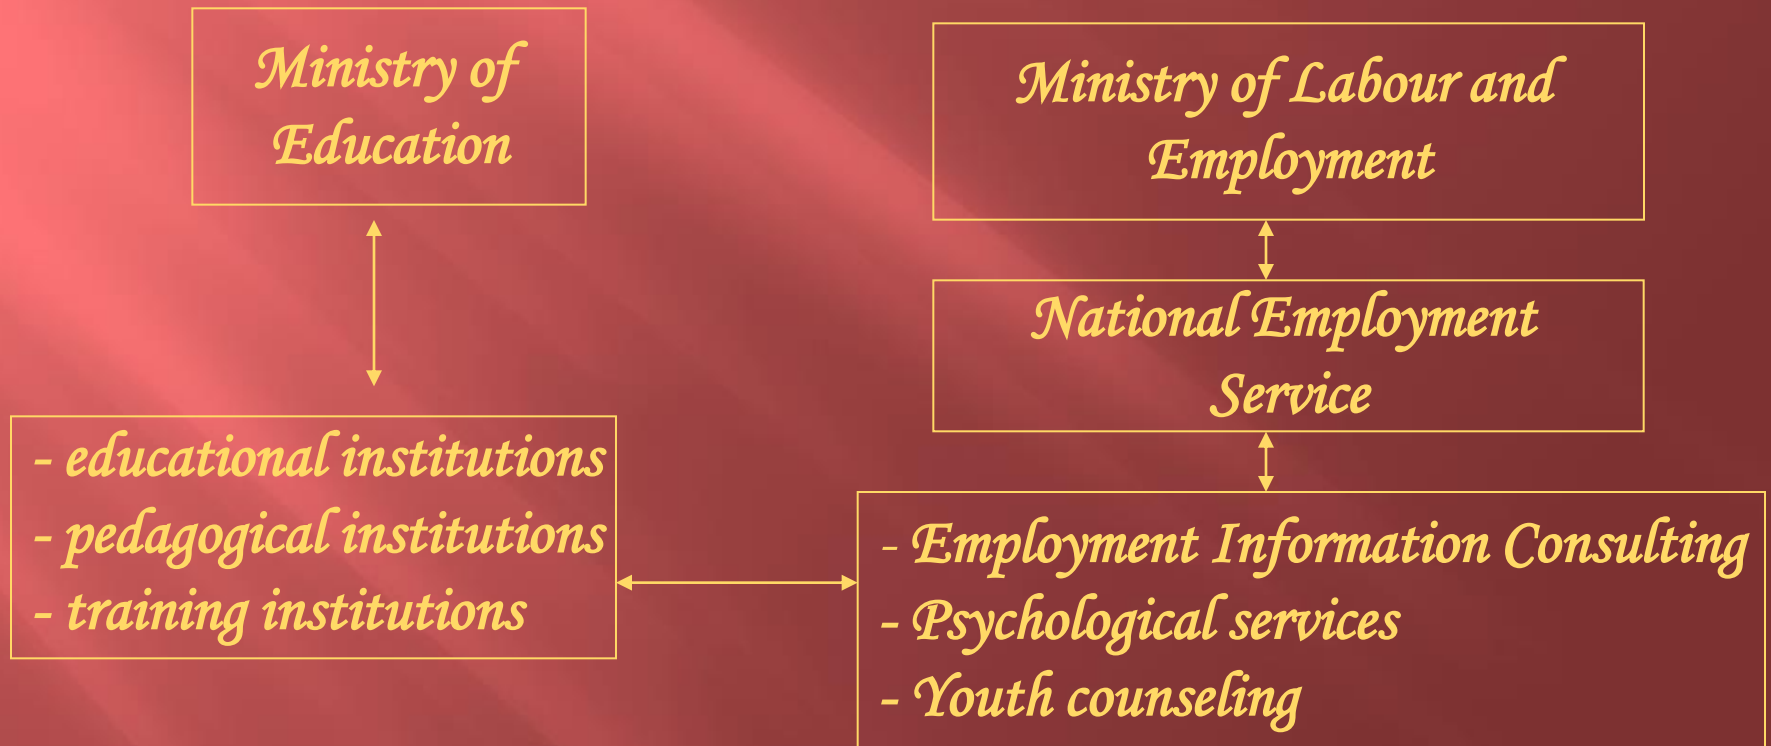 Ministry of
Education
Ministry of Labour and
Employment
National Employment
Service
- educational institutions
- pedagogical institutions
- training institutions
- Employment Information Consulting
- Psychological services
- Youth counseling